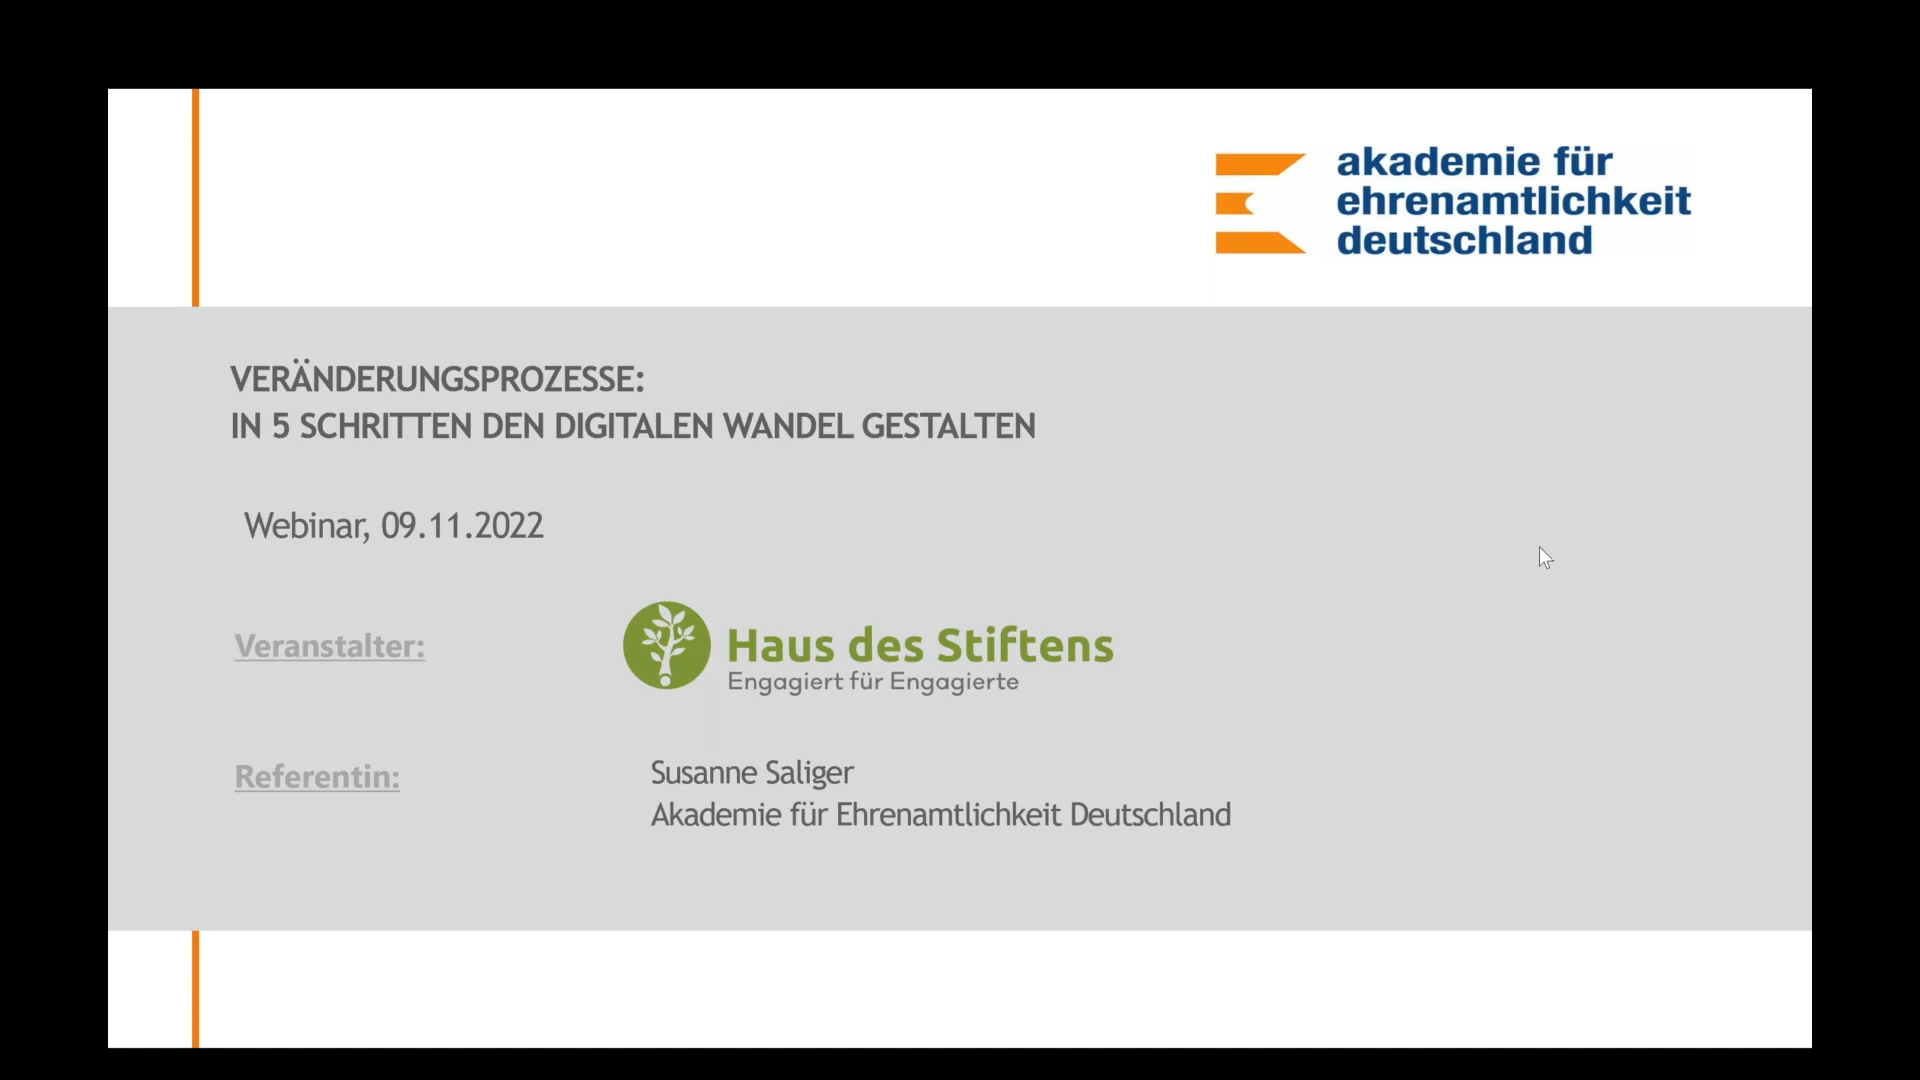 akademie für
ehrenamtlichkeit
deutschland
VERÄNDERUNGSPROZESSE:
IN 5 SCHRITTEN DEN DIGITALEN WANDEL GESTALTEN
Webinar, 09.11.2022
Veranstalter:
Haus des Stiftens
Engagiert für Engagierte
Referentin:
Susanne Saliger
Akademie für Ehrenamtlichkeit Deutschland